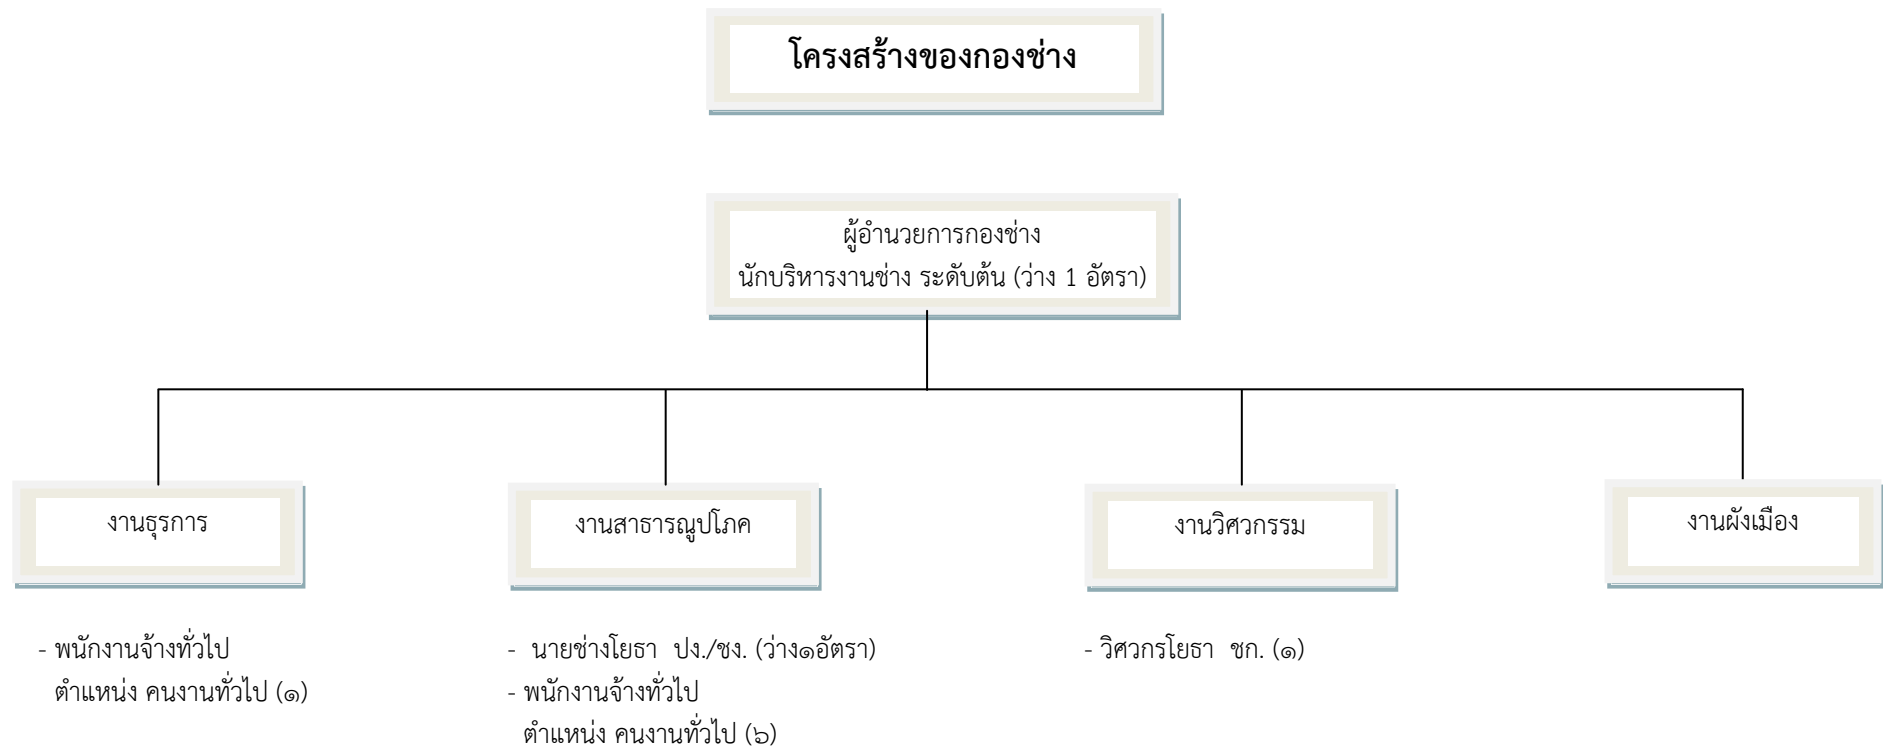 โครงสร้างของกองช่าง
ผู้อำนวยการกองช่าง
นักบริหารงานช่าง ระดับต้น (ว่าง 1 อัตรา)
งานธุรการ
- พนักงานจ้างทั่วไป
ตำแหน่ง คนงานทั่วไป (๑)
งานสาธารณูปโภค
- นายช่างโยธา ปง./ชง. (ว่าง๑อัตรา)
- พนักงานจ้างทั่วไป
ตำแหน่ง คนงานทั่วไป (๖)
งานวิศวกรรม
- วิศวกรโยธา ชก. (๑)
งานผังเมือง